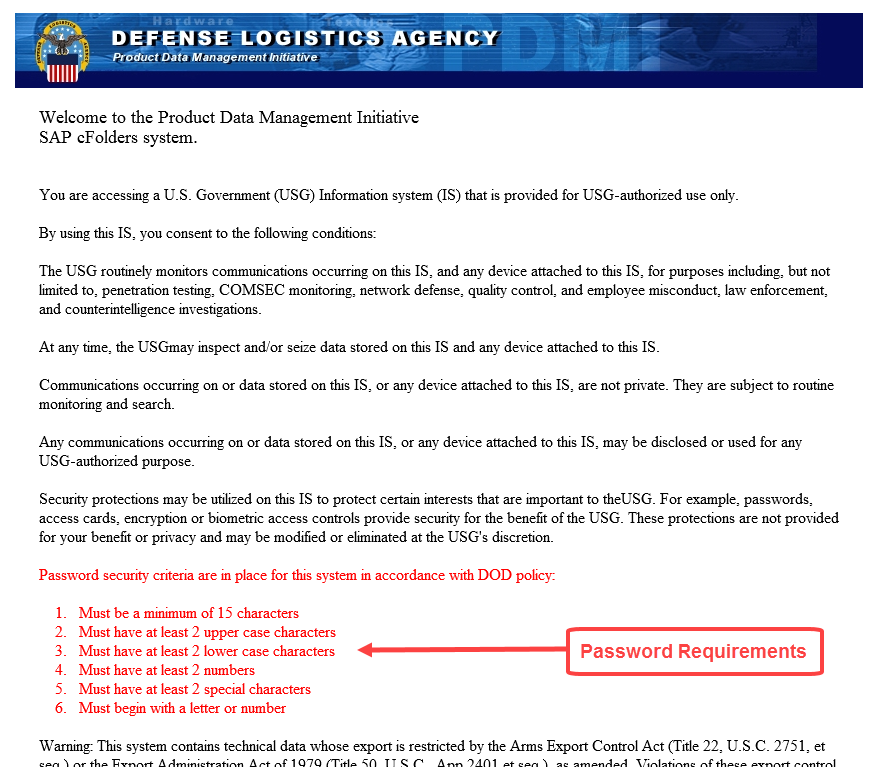 Hardware
DEFENSE LOGISTICS AGENCY
Product Data Management Initiative
PDMI
Welcome to the Product Data Management Initiative
SAP cFolders system.
You are accessing a U.S. Government (USG) Information system (IS) that is provided for USG-authorized use only.
By using this IS, you consent to the following conditions:
The USG routinely monitors communications occurring on this IS, and any device attached to this IS, for purposes including, but not
limited to, penetration testing, COMSEC monitoring, network defense, quality control, and employee misconduct, law enforcement,
and counterintelligence investigations.
At any time, the USGmay inspect and/or seize data stored on this IS and any device attached to this IS.
Communications occurring on or data stored on this IS, or any device attached to this IS, are not private. They are subject to routine
monitoring and search.
Any communications occurring on or data stored on this IS, or any device attached to this IS, may be disclosed or used for any
USG-authorized purpose.
Security protections may be utilized on this IS to protect certain interests that are important to theUSG. For example, passwords,
access cards, encryption or biometric access controls provide security for the benefit of the USG. These protections are not provided
for your benefit or privacy and may be modified or eliminated at the USG's discretion.
Password security criteria are in place for this system in accordance with DOD policy:
1. Must be a minimum of 15 characters
2. Must have at least 2 upper case characters
3. Must have at least 2 lower case characters
4. Must have at least 2 numbers
5. Must have at least 2 special characters
6. Must begin with a letter or number
Password Requirements
Warning: This system contains technical data whose export is restricted by the Arms Export Control Act (Title 22, U.S.C. 2751, et
seq.) or the Export Administration Act of 1979 (Title 50, U.S.C., App 2401 et seq.), as amended. Violations of these export control